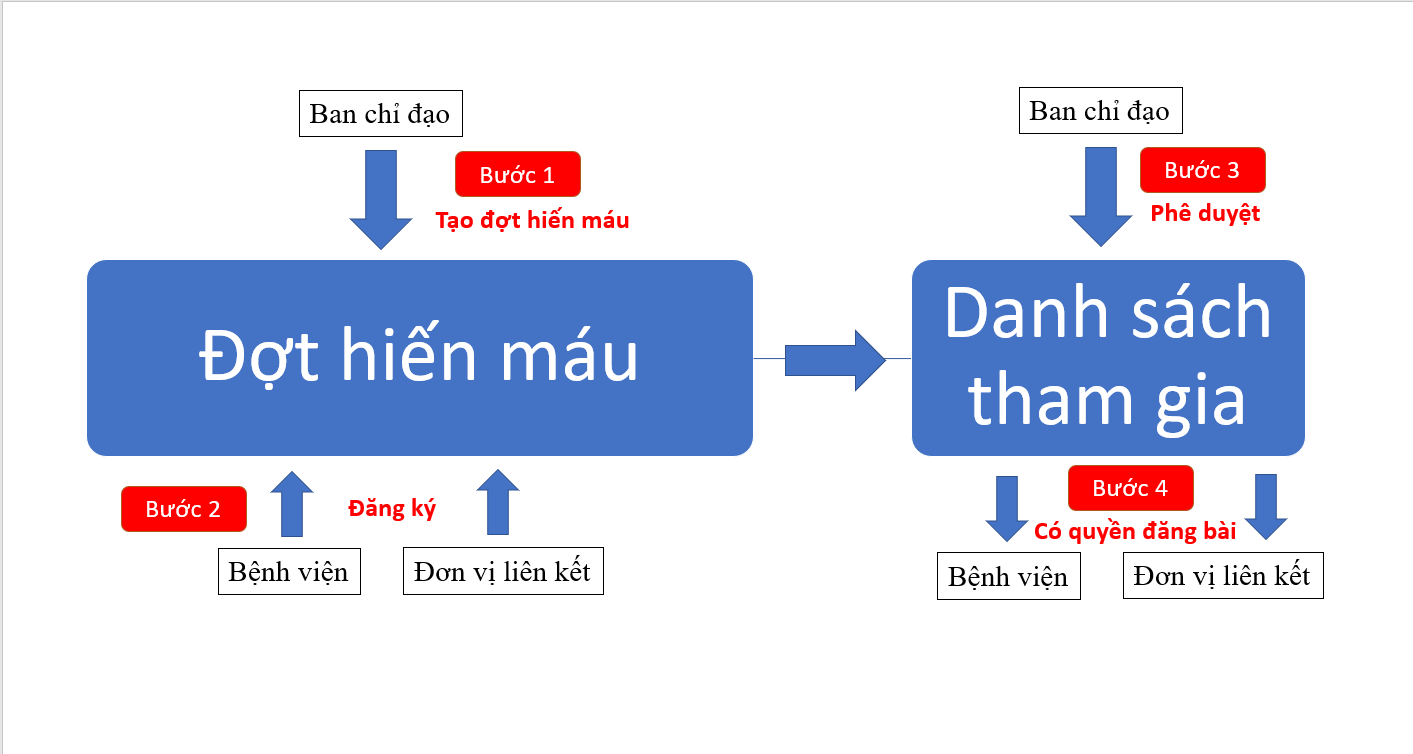 Ban chỉ đạo
Bước 1
Tạo đợt hiến máu
Đợt hiến máu
Bước 2
Đăng ký
Bệnh viện
Đơn vị liên kết
Ban chỉ đạo
Bước 3
Phê duyệt
Danh sách
tham gia
Bước 4
Có quyền đăng bài
Bệnh viện
Đơn vị liên kết